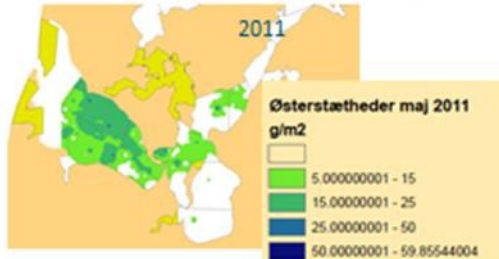 2011
Østerstætheder maj 2011
g/m2
5.000000001 - 15
15.00000001 - 25
25.00000001 - 50
50.00000001 - 59.85544004